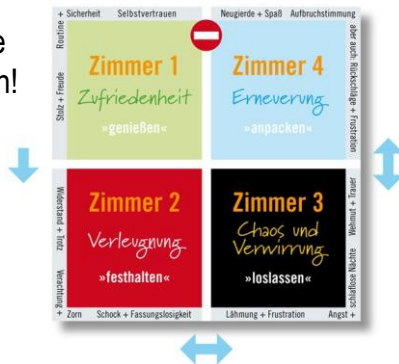 e
n!
+ Sicherheit Selbstvertrauen
Neugierde + Spaß Aufbruchstimmung
Stolz + Freude Routine
Zimmer 1
Zufriedenheit
»genießen«
Zimmer 4
Erneuerung
»anpacken«
aber auch: Rückschläge + Frustration
Widerstand + Trotz
Verachtung
Zimmer 2
Verleugnung
»festhalten«
Zimmer 3
Chaos und
Verwirrung
»loslassen«
schlaflose Nächte Wehmut + Trauer
+ Zorn Schock + Fassungslosigkeit
Lähmung + Frustration Angst +